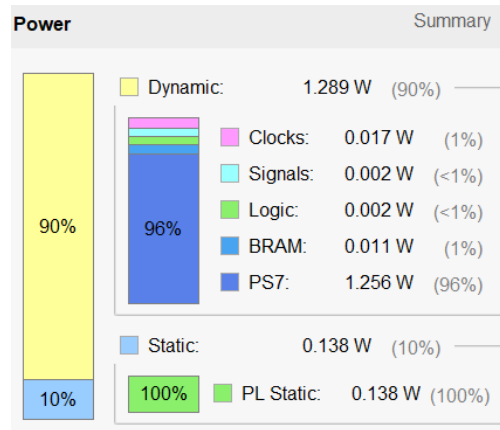 Power Summary
Dynamic: 1.289 W (90%)
Clocks: 0.017 W (1%)
Signals: 0.002 W (<1%)
Logic: 0.002 W (<1%)
90% 96% BRAM: 0.011 W (1%)
PS7: 1.256 W (96%)
Static: 0.138 W (10%)
10% 100% PL Static: 0.138 W (100%)